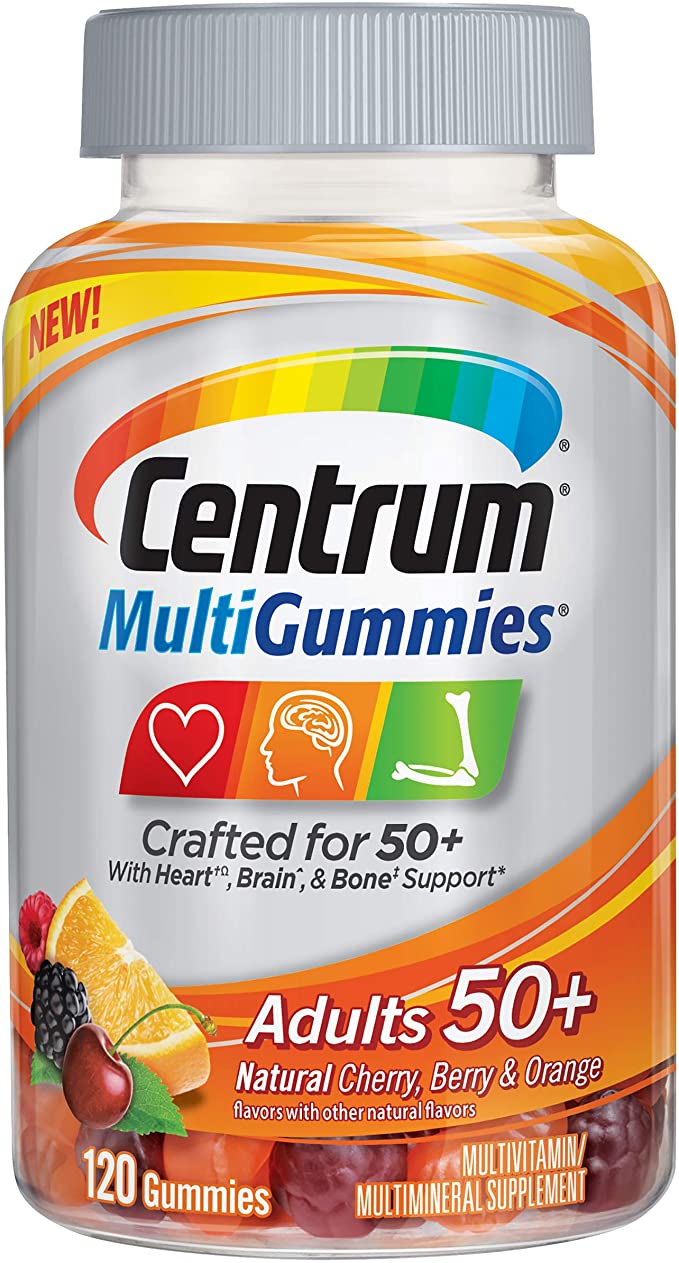 NEW!
Centrum®
MultiGummies®
Crafted for 50+
With Heart†Ω, Brain^, & Bone‡ Support*
Adults 50+
Natural Cherry, Berry & Orange
flavors with other natural flavors
120 Gummies
MULTIVITAMIN/
MULTIMINERAL SUPPLEMENT